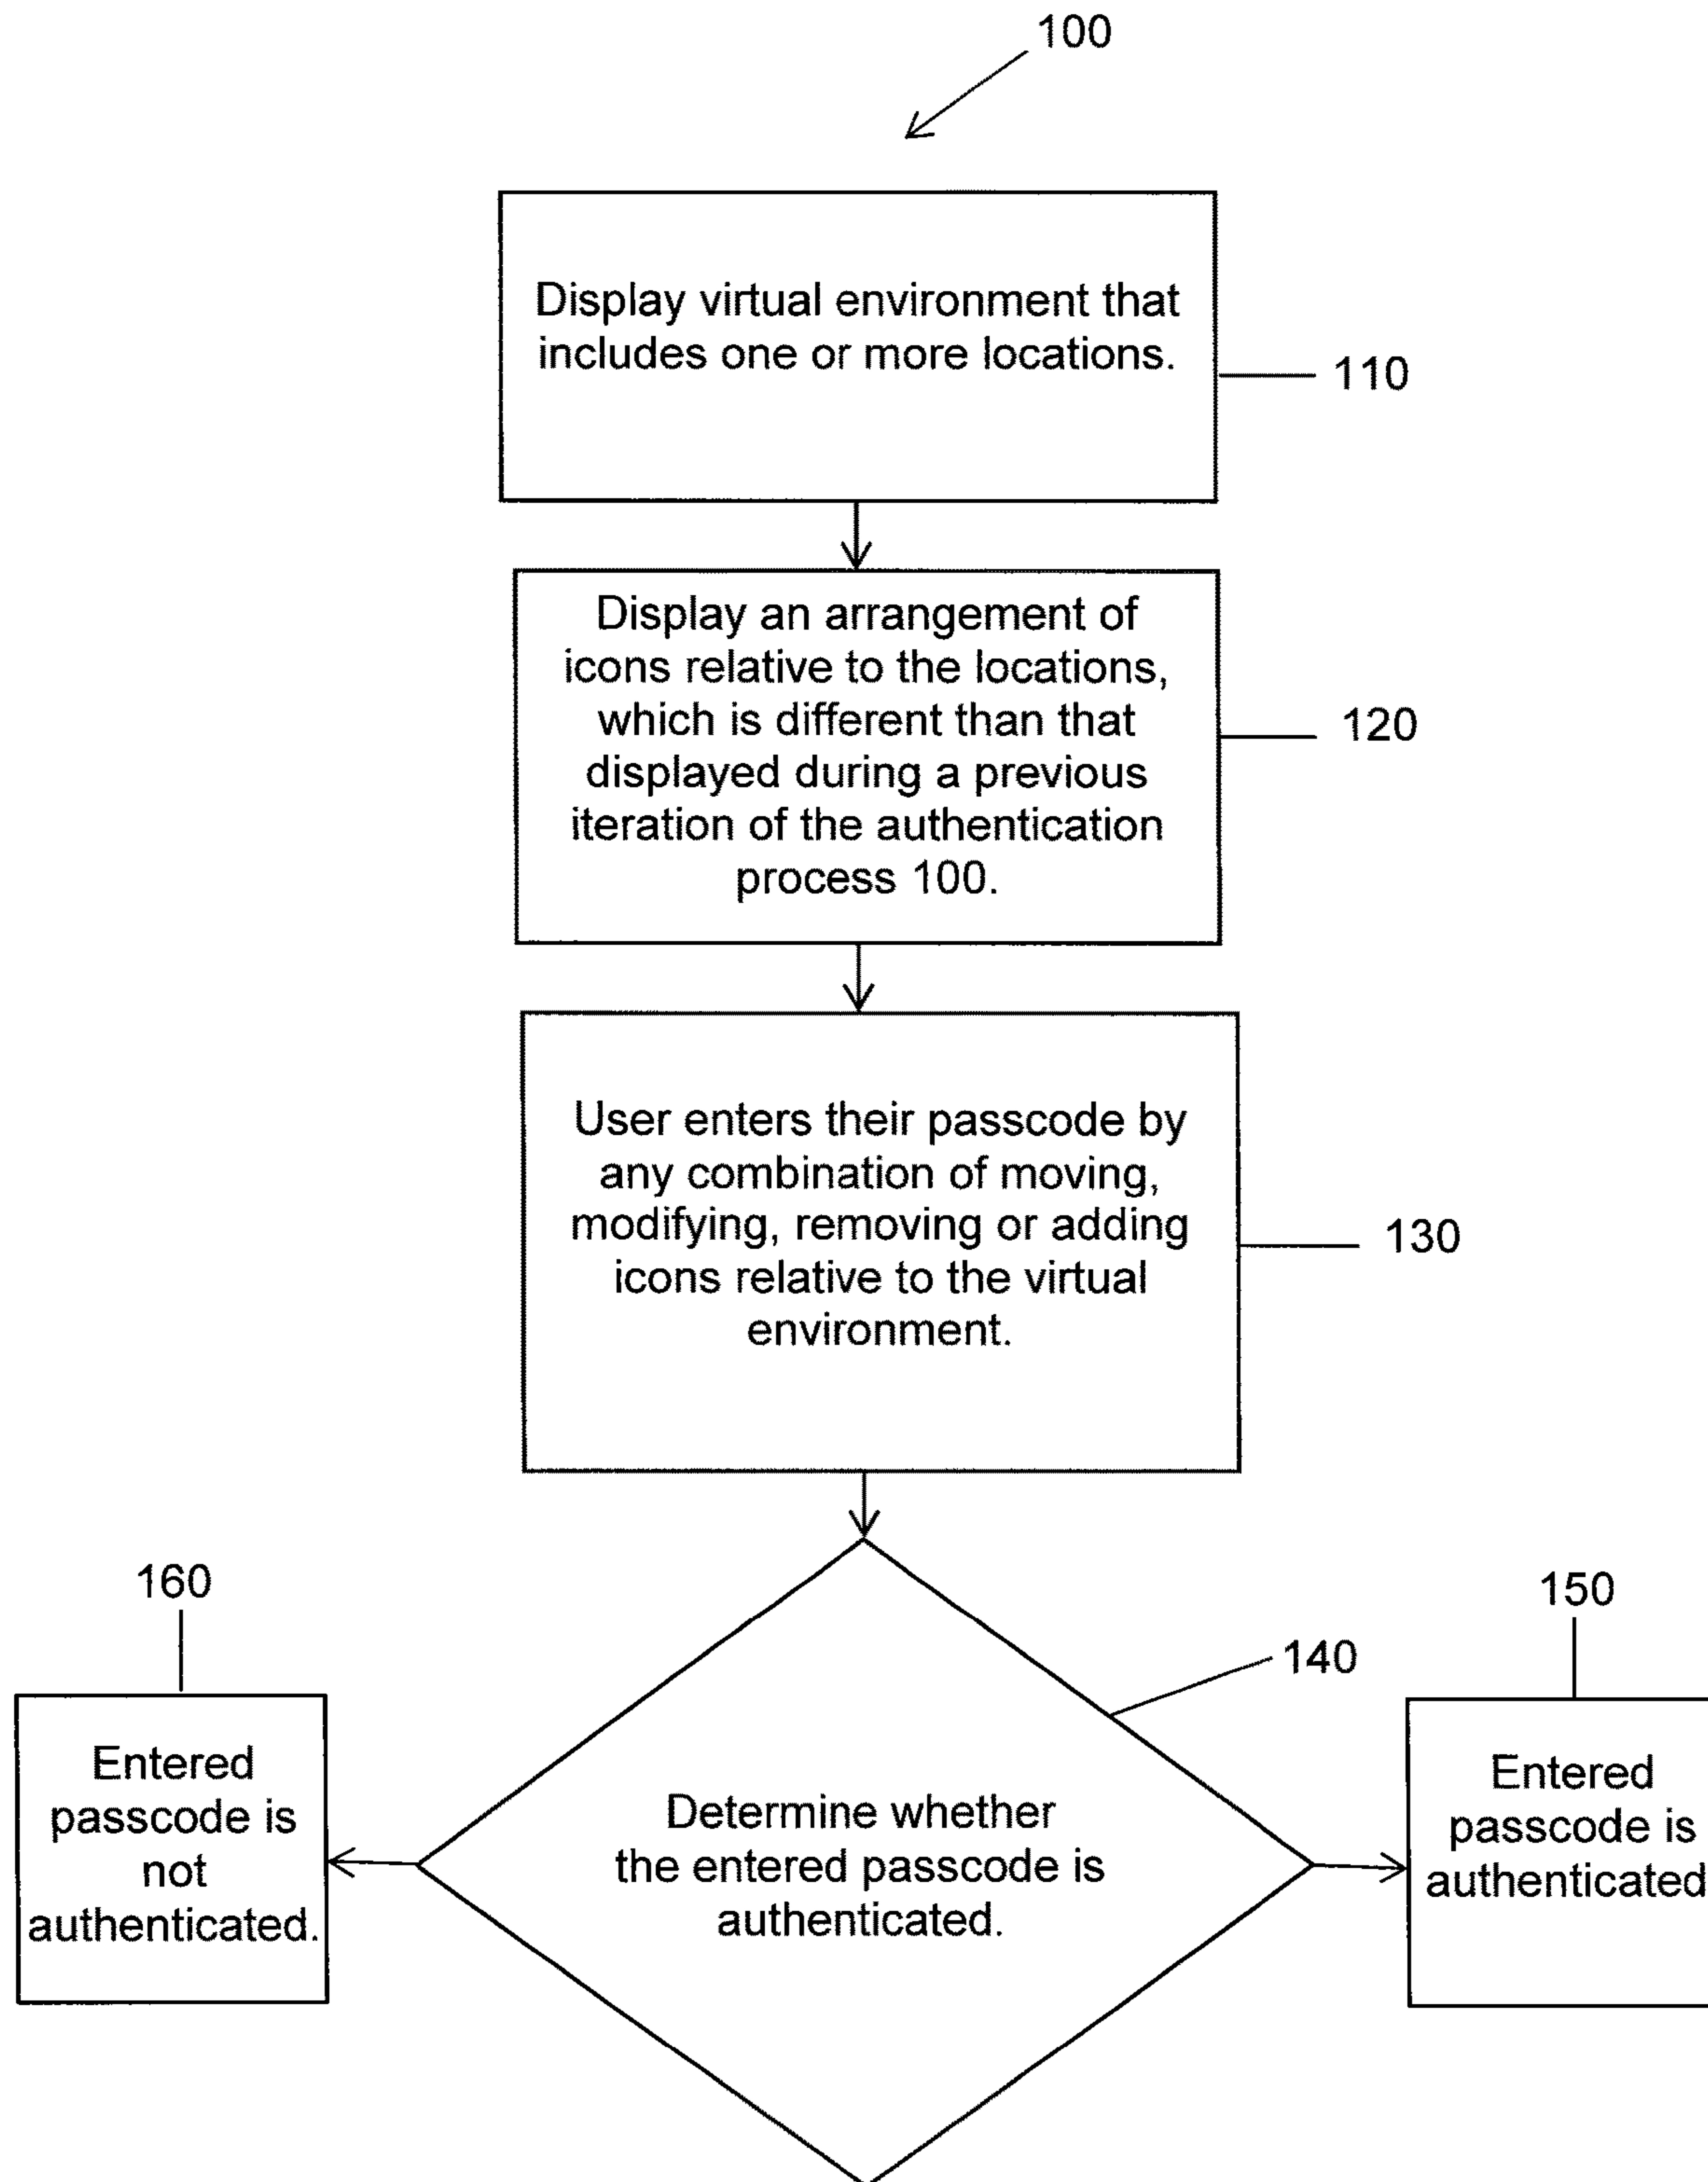 100
Display virtual environment that
includes one or more locations.
110
Display an arrangement of
icons relative to the locations,
which is different than that
displayed during a previous
iteration of the authentication
process 100.
120
User enters their passcode by
any combination of moving,
modifying, removing or adding
icons relative to the virtual
environment.
130
160
150
140
Entered
passcode is
not
authenticated.
Determine whether
the entered passcode is
authenticated.
Entered
passcode is
authenticated